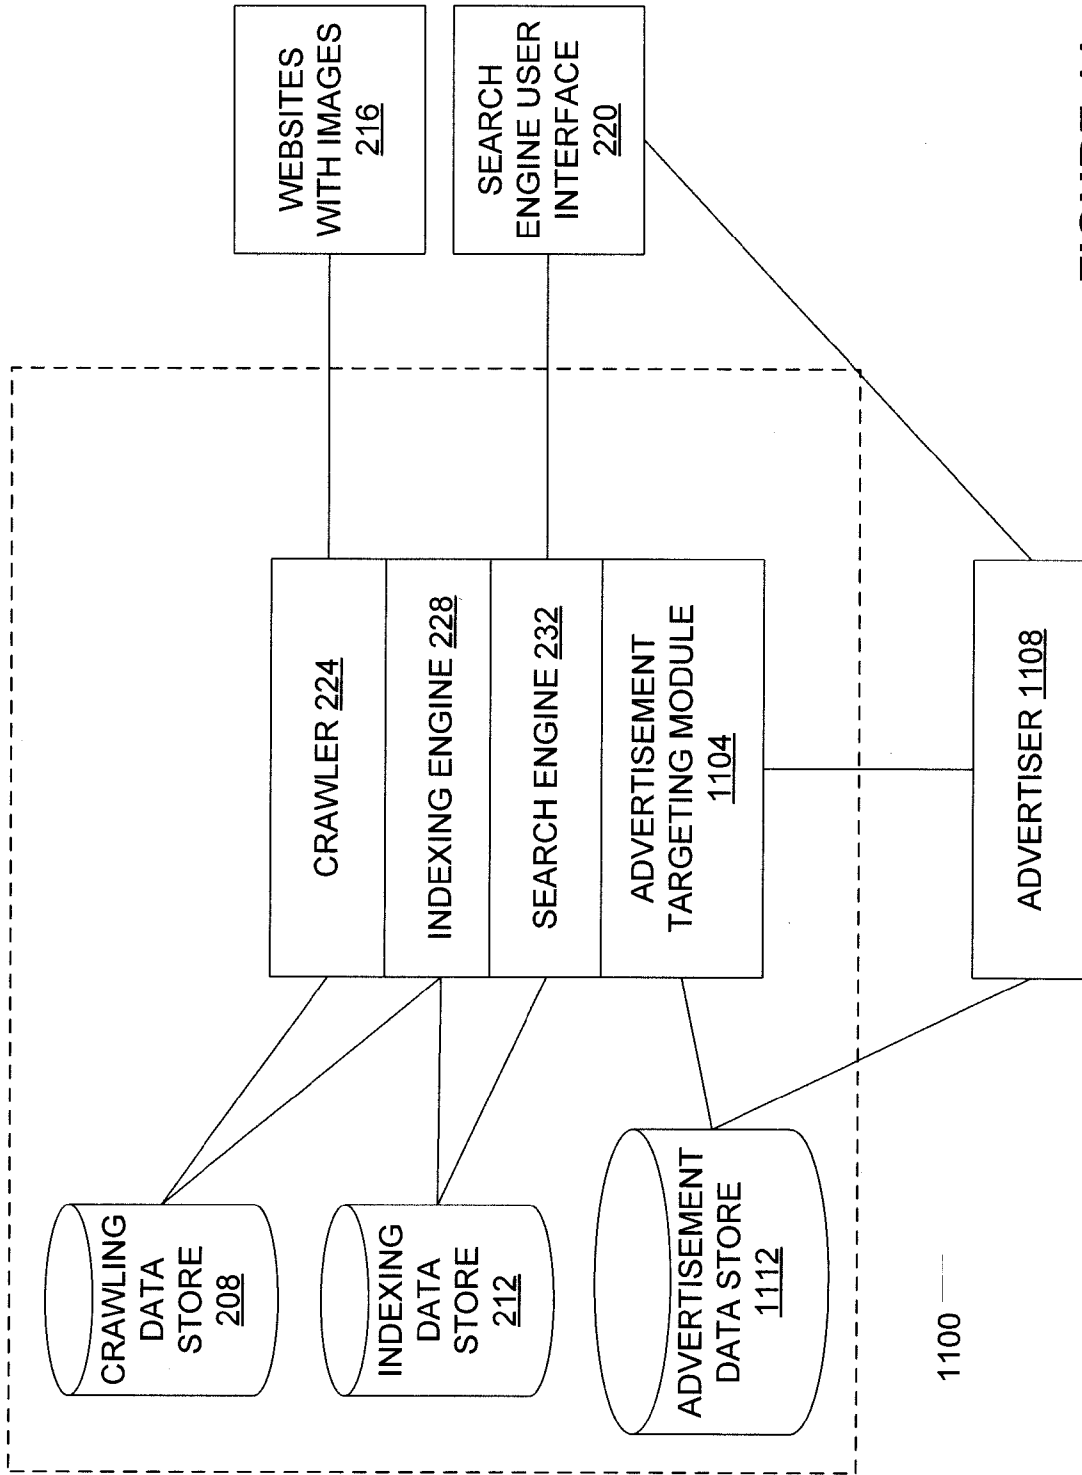 CRAWLING
DATA
STORE
208
INDEXING
DATA
STORE
212
ADVERTISEMENT
DATA STORE
1112
1100
CRAWLER 224
INDEXING ENGINE 228
SEARCH ENGINE 232
ADVERTISEMENT
TARGETING MODULE
1104
ADVERTISER 1108
WEBSITES
WITH IMAGES
216
SEARCH
ENGINE USER
INTERFACE
220